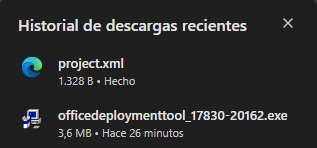 Historial de descargas recientes
project.xml
1.328 B • Hecho
officedeploymenttool_17830-20162.exe
3,6 MB • Hace 26 minutos